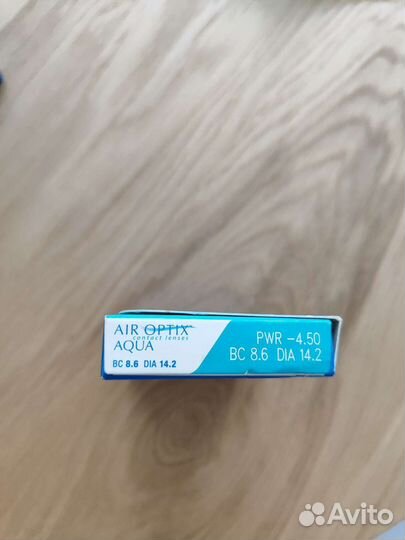 AIR OPTIX
contact lenses
AQUA
BC 8.6 DIA 14.2
PWR -4.50
BC 8.6 DIA 14.2
Avito